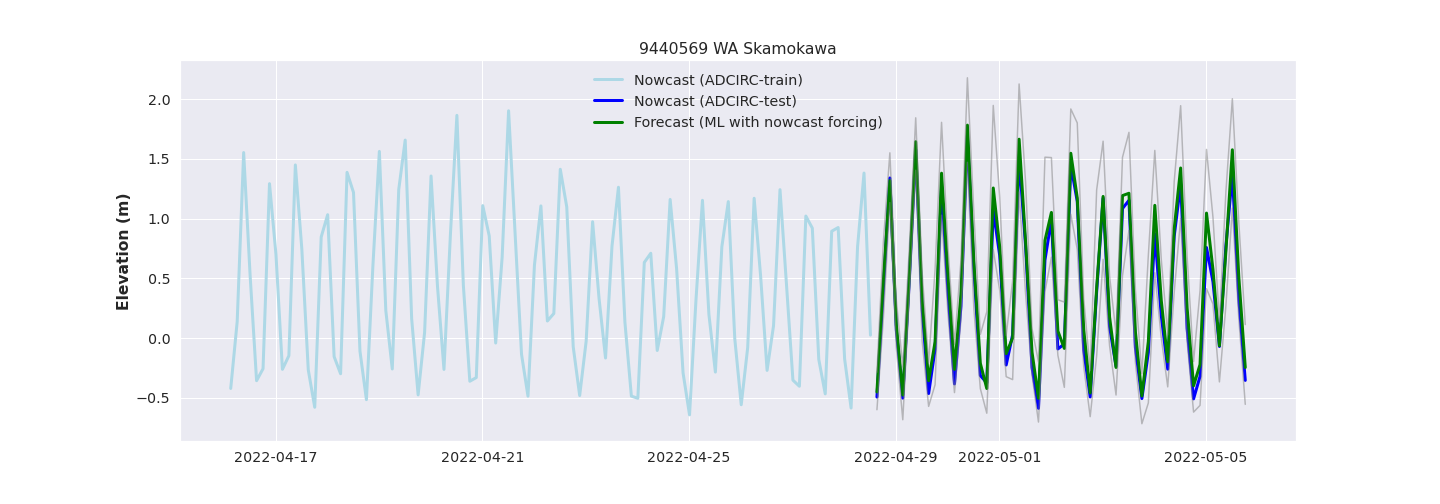 9440569 WA Skamokawa
Nowcast (ADCIRC-train)
Nowcast (ADCIRC-test)
Forecast (ML with nowcast forcing)
Elevation (m)
2.0
1.5
1.0
0.5
0.0
−0.5
2022-04-17
2022-04-21
2022-04-25
2022-04-29
2022-05-01
2022-05-05